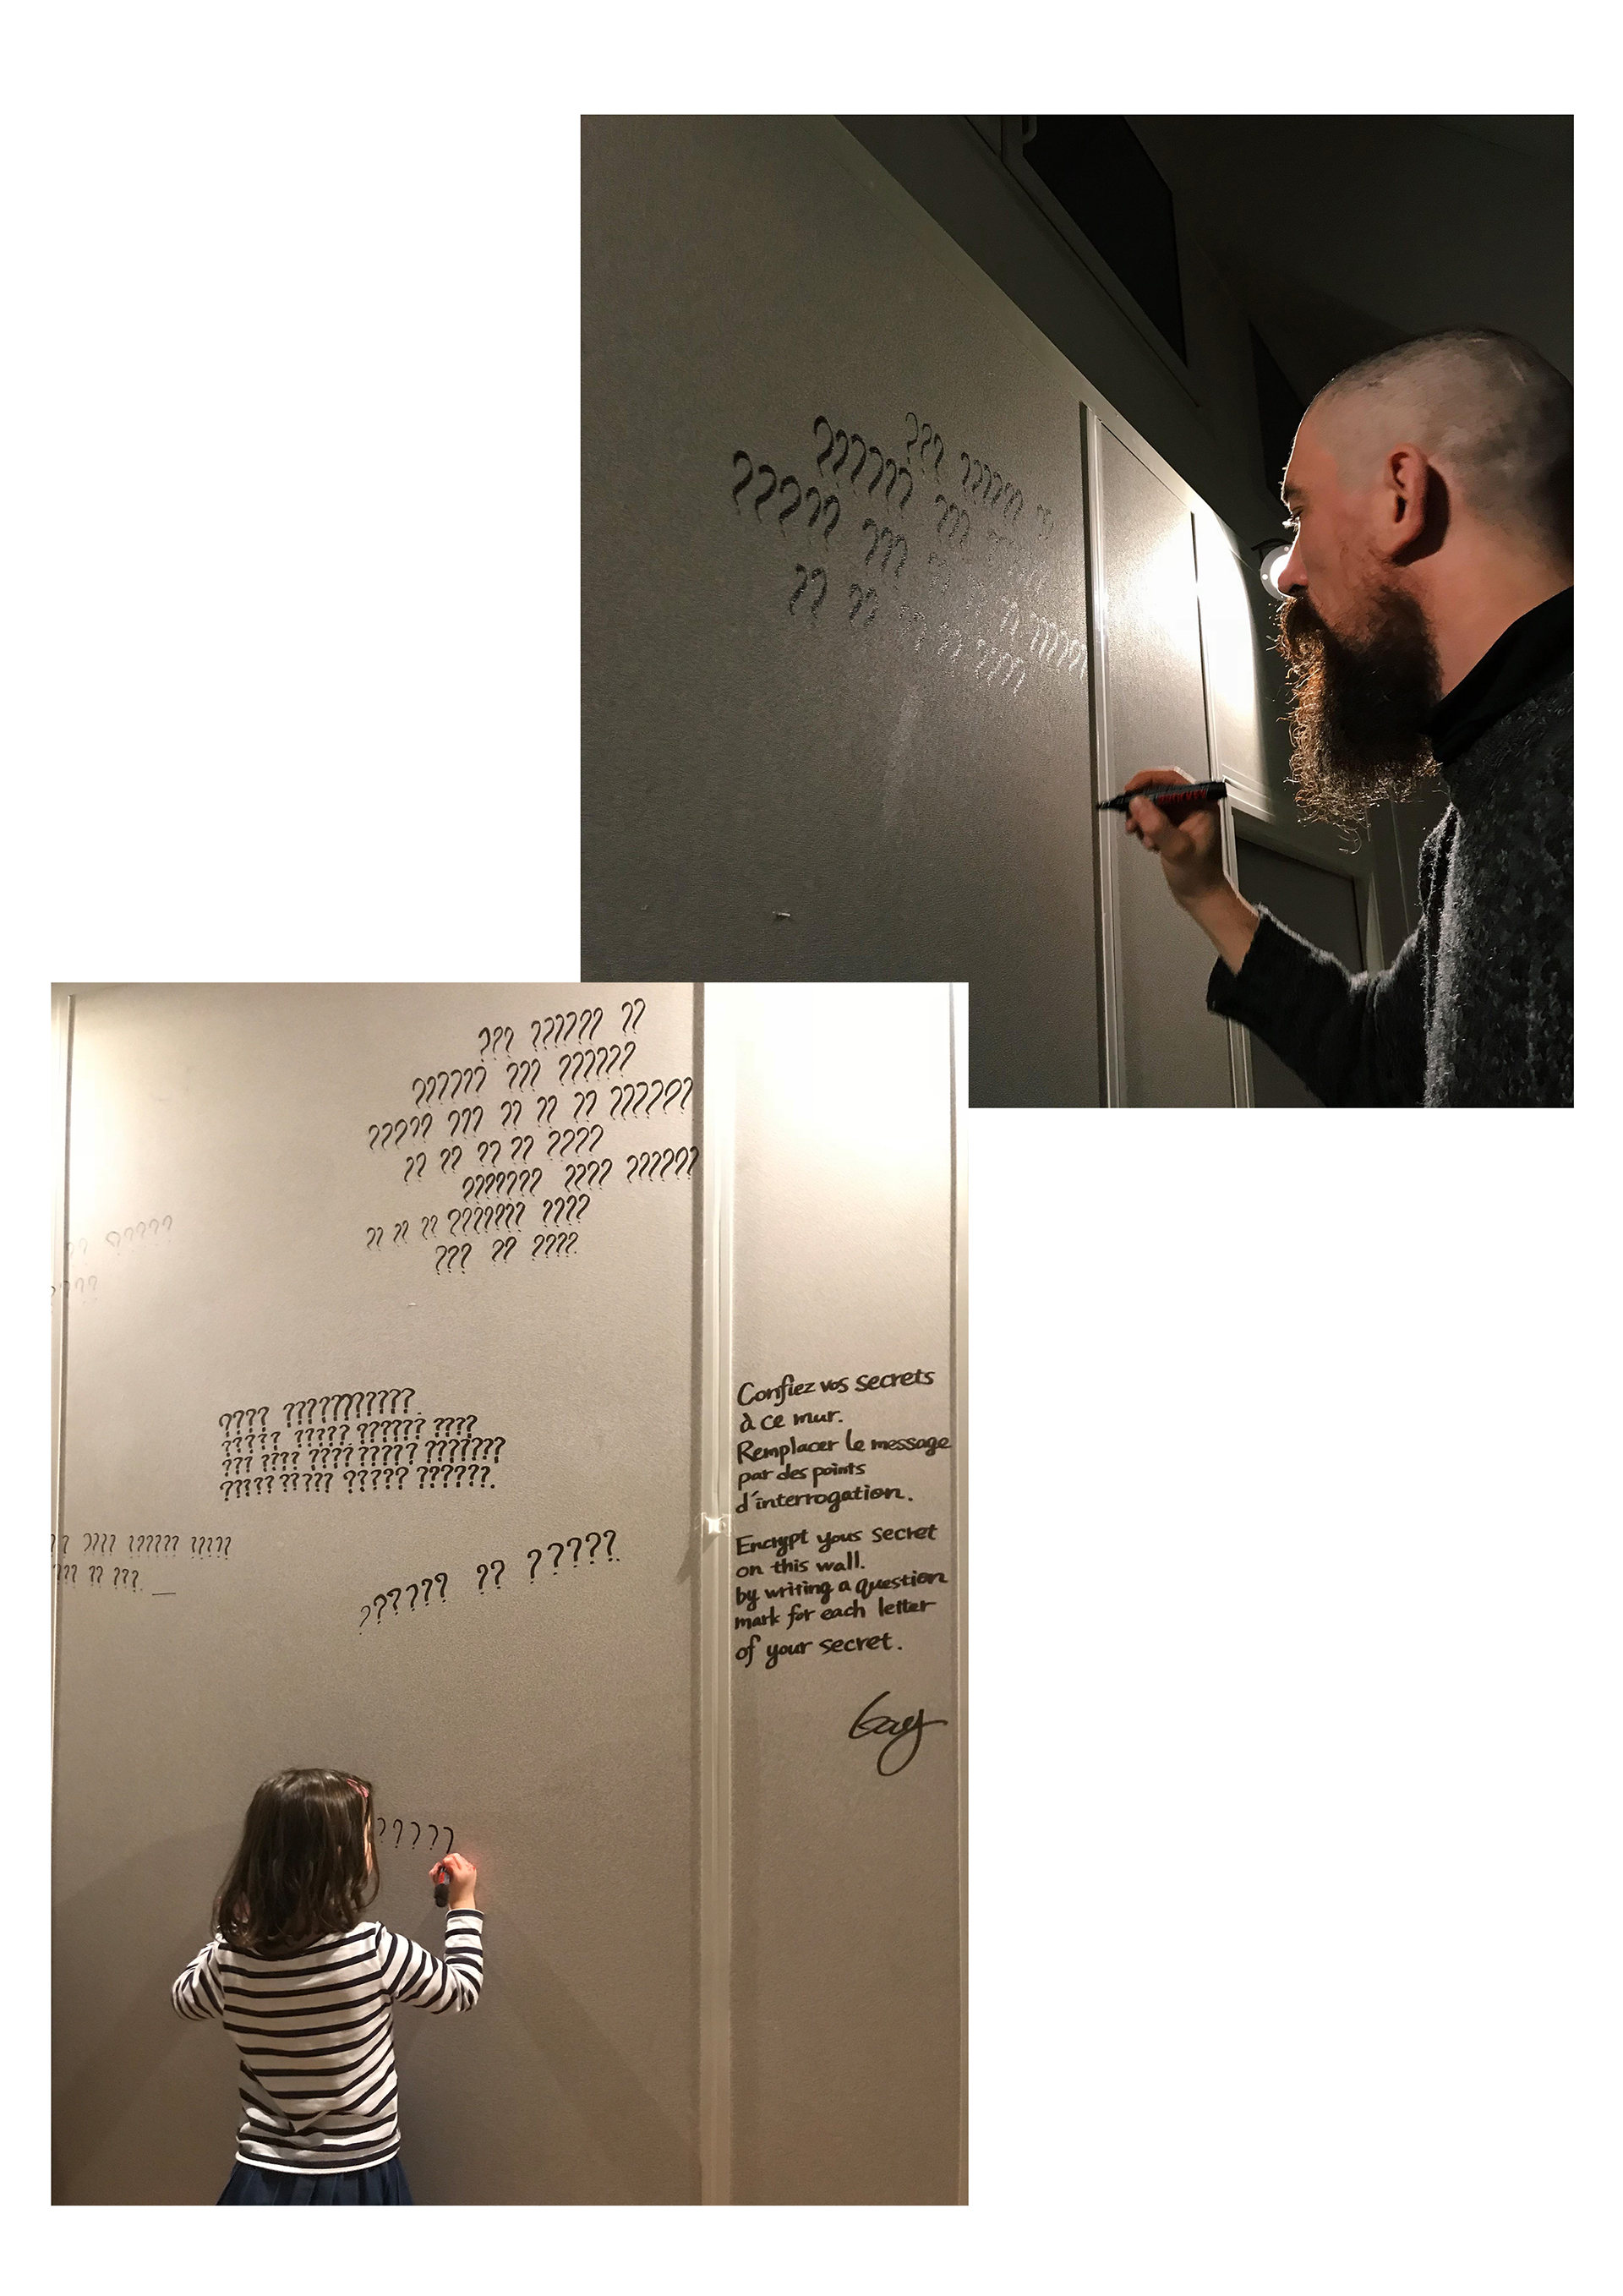 ??? ?????? ??
?????? ??? ??????
????? ??? ?? ?? ?? ??????
?? ?? ?? ?? ????
??????? ???? ??????
?? ?? ?? ??????? ????
??? ?? ????
???? ???????????.
????? ????? ?????? ????
??? ???? ???? ????? ???????
????? ????? ????? ??????.
?? ???? ?????? ?????
??? ?? ???.
?????? ?? ??????
?????
Confiez vos secrets
à ce mur.
Remplacer le message
par des points
d'interrogation.
Encrypt yous secret
on this wall.
by writing a question
mark for each letter
of your secret.